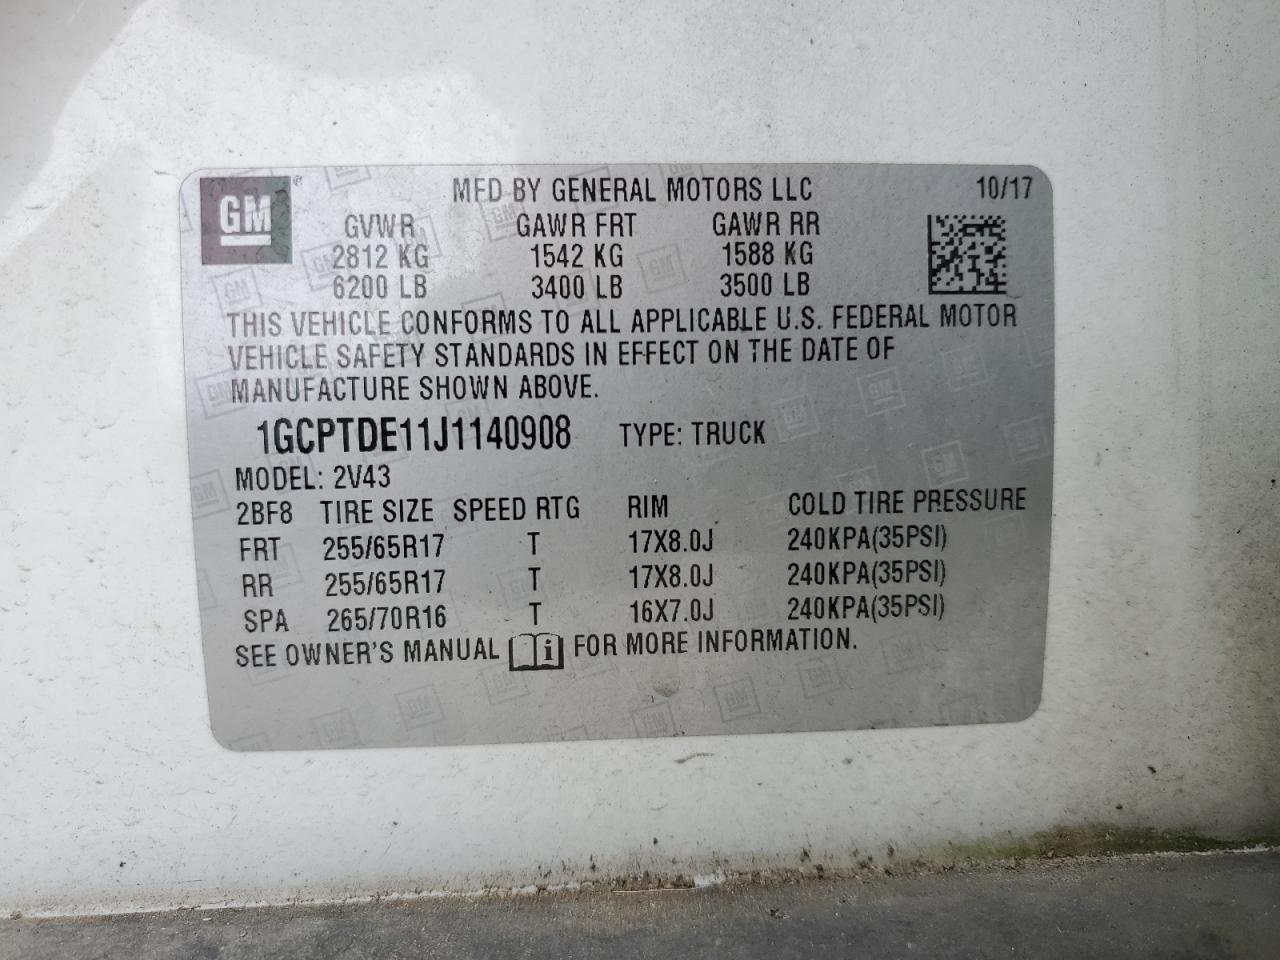 GM ® MFD BY GENERAL MOTORS LLC 10/17
GVWR GAWR FRT GAWR RR
2812 KG 1542 KG 1588 KG
6200 LB 3400 LB 3500 LB
THIS VEHICLE CONFORMS TO ALL APPLICABLE U.S. FEDERAL MOTOR
VEHICLE SAFETY STANDARDS IN EFFECT ON THE DATE OF
MANUFACTURE SHOWN ABOVE.
1GCPTDE11J1140908 TYPE: TRUCK
MODEL: 2V43
2BF8 TIRE SIZE SPEED RTG RIM COLD TIRE PRESSURE
FRT 255/65R17 T 17X8.0J 240KPA(35PSI)
RR 255/65R17 T 17X8.0J 240KPA(35PSI)
SPA 265/70R16 T 16X7.0J 240KPA(35PSI)
SEE OWNER'S MANUAL i FOR MORE INFORMATION.